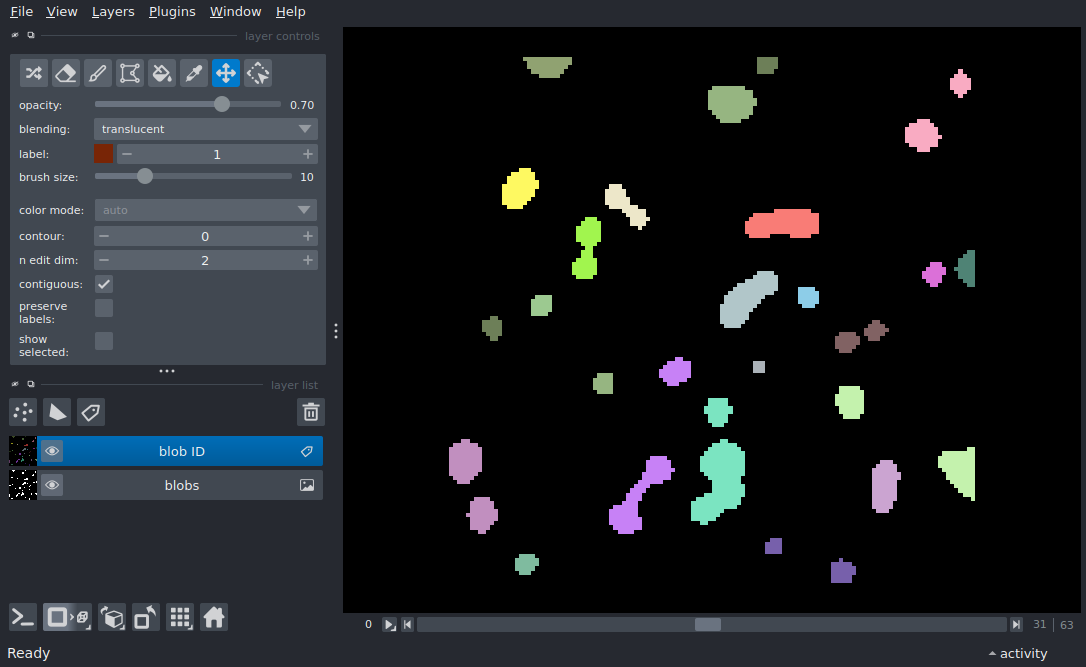 File View Layers Plugins Window Help
layer controls
opacity: 0.70
blending: translucent
label: 1
brush size: 10
color mode: auto
contour: 0
n edit dim: 2
contiguous:
preserve
labels:
show
selected:
layer list
blob ID
blobs
0 31 63
Ready activity